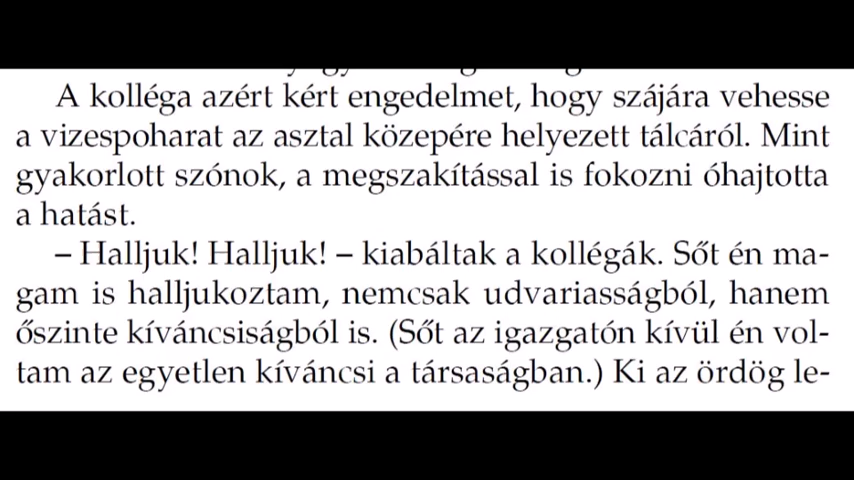 A kolléga azért kért engedelmet, hogy szájára vehesse
a vizespoharat az asztal közepére helyezett tálcáról. Mint
gyakorlott szónok, a megszakítással is fokozni óhajtotta
a hatást.
– Halljuk! Halljuk! – kiabáltak a kollégák. Sőt én ma-
gam is halljukoztam, nemcsak udvariasságból, hanem
őszinte kíváncsiságból is. (Sőt az igazgatón kívül én vol-
tam az egyetlen kíváncsi a társaságban.) Ki az ördög le-